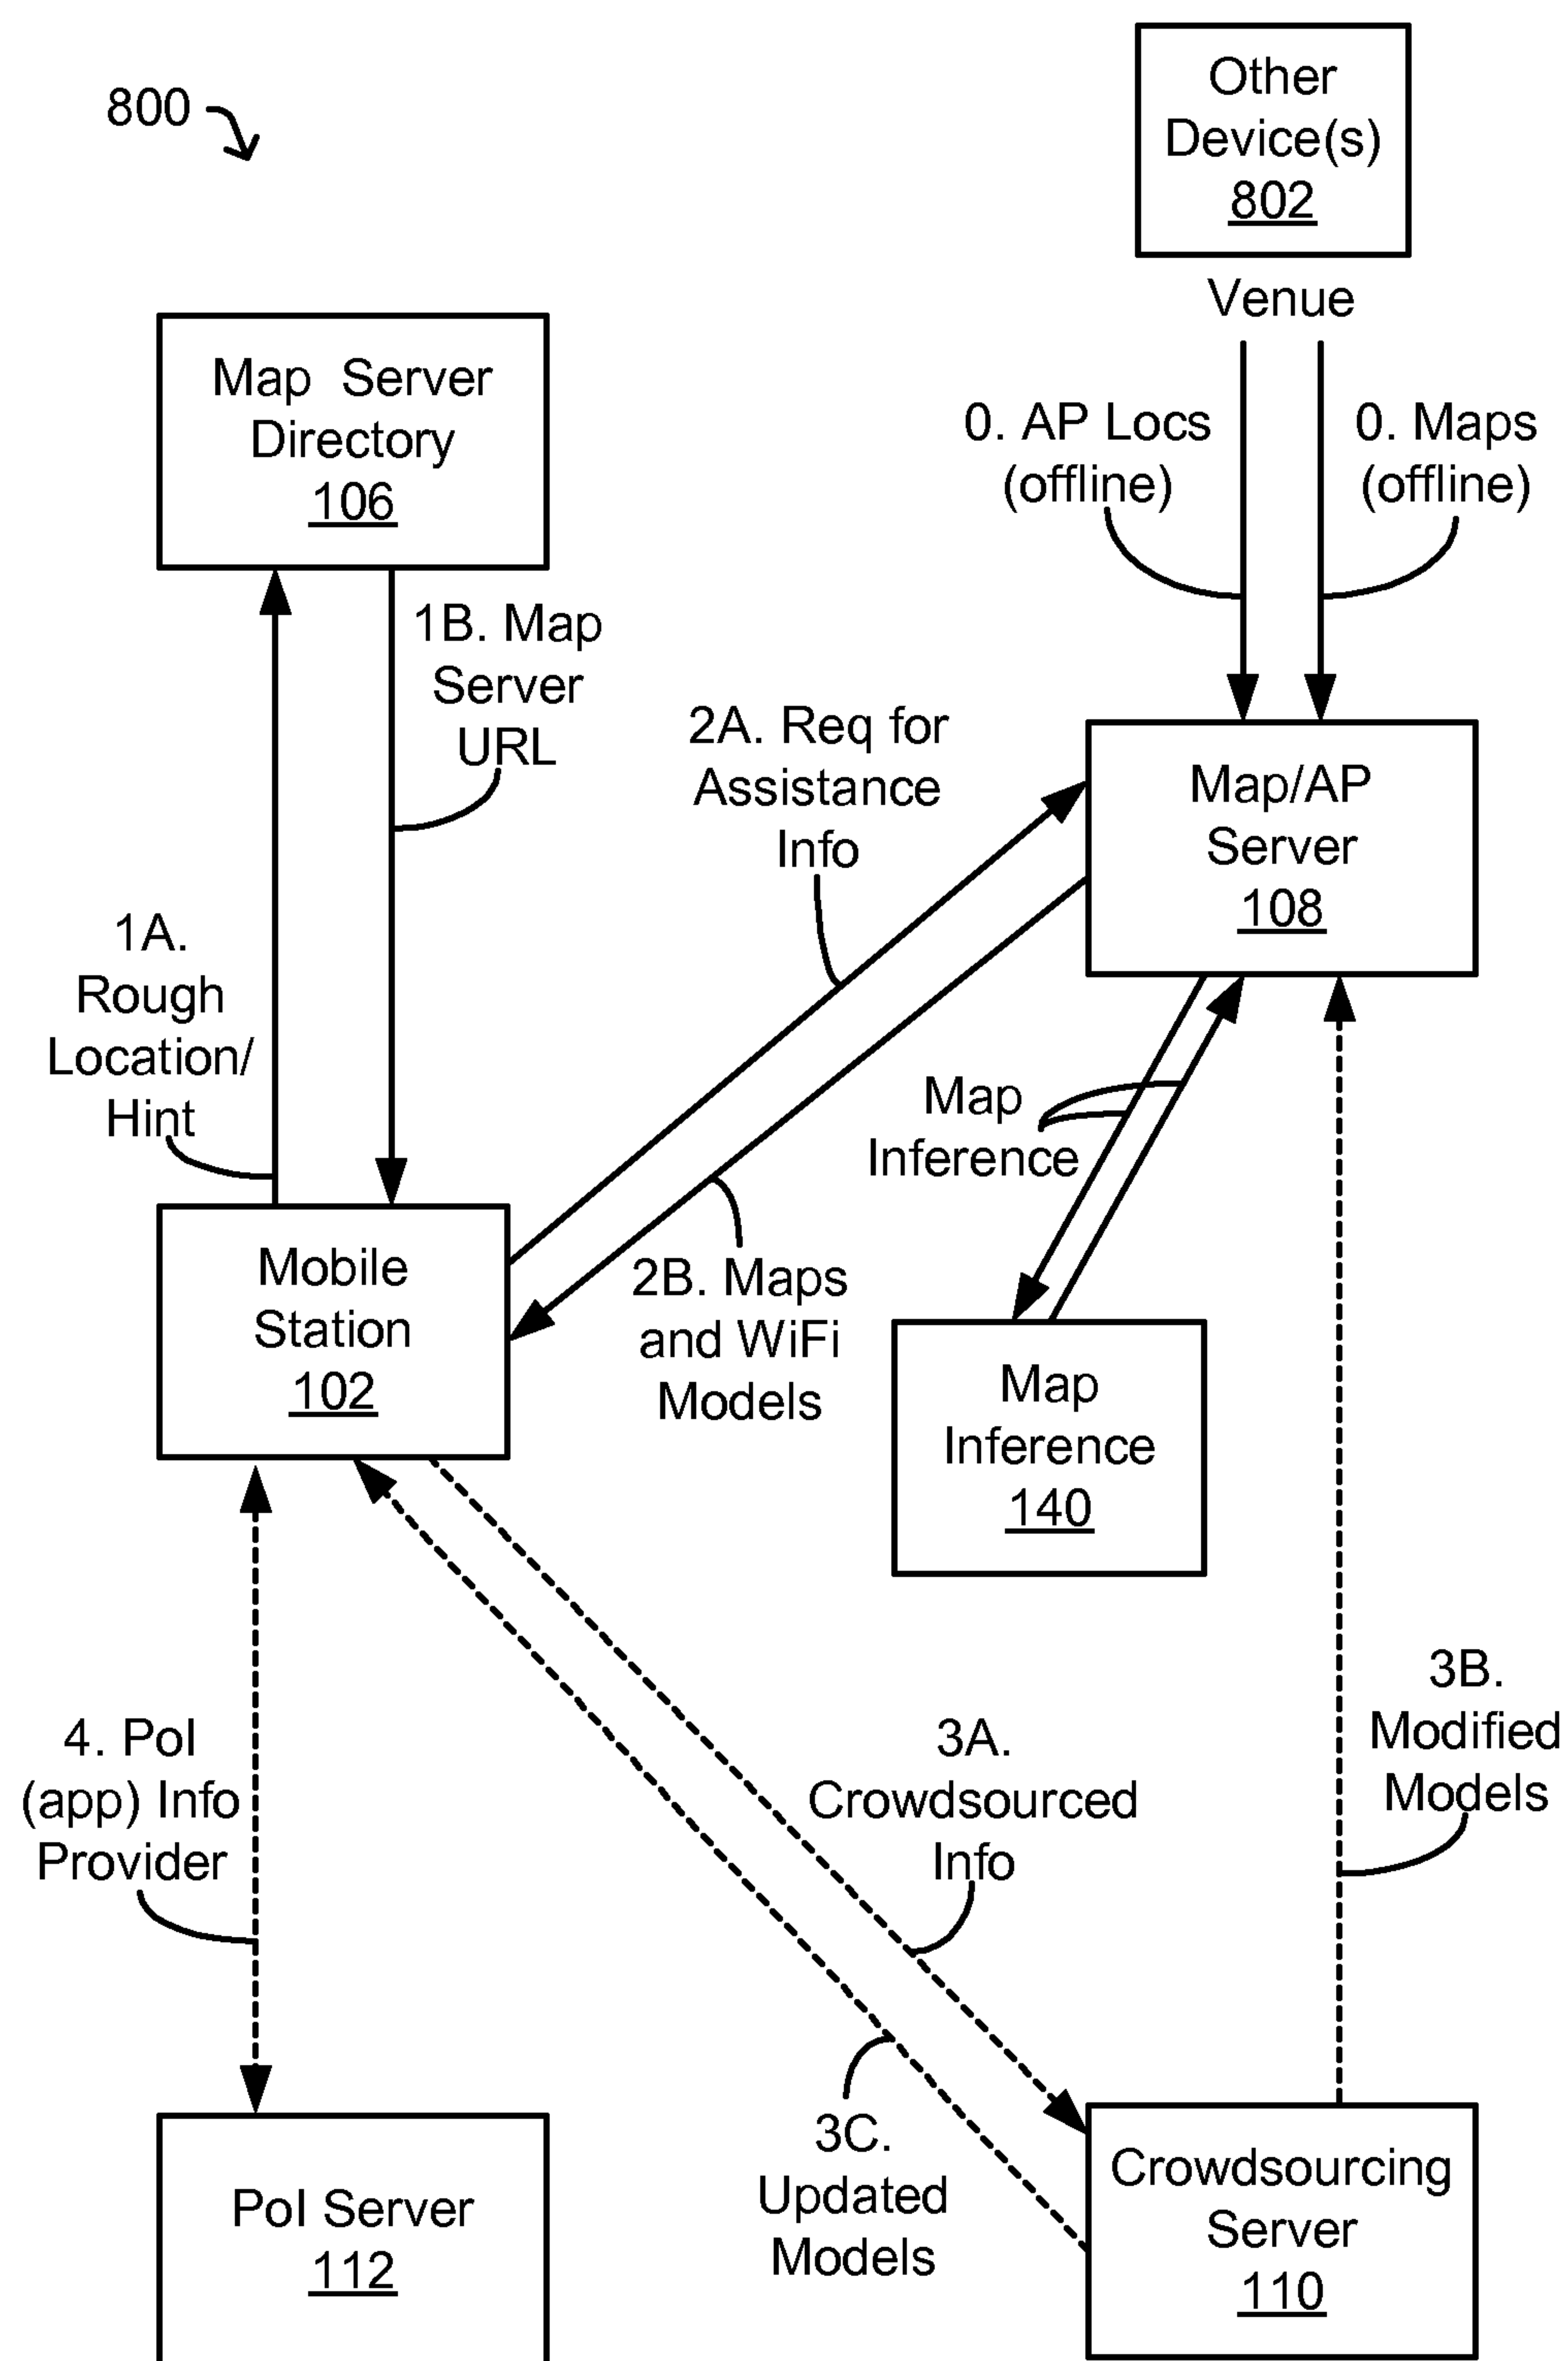 800
Other
Device(s)
802
Venue
Map Server
Directory
106
0. AP Locs
(offline)
0. Maps
(offline)
1B. Map
Server
URL
2A. Req for
Assistance
Info
Map/AP
Server
108
1A.
Rough
Location/
Hint
Map
Inference
Mobile
Station
102
2B. Maps
and WiFi
Models
Map
Inference
140
4. PoI
(app) Info
Provider
3A.
Crowdsourced
Info
3B.
Modified
Models
3C.
Updated
Models
PoI Server
112
Crowdsourcing
Server
110